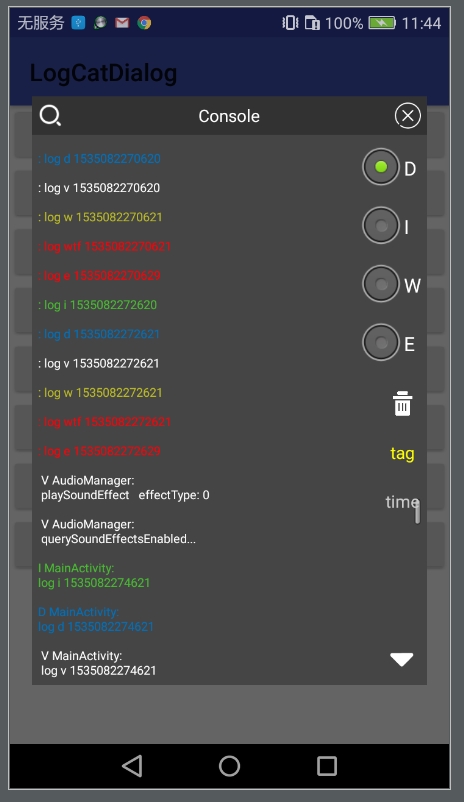 无服务 100% 11:44
LogCatDialog
Console
: log d 1535082270620
: log v 1535082270620
: log w 1535082270621
: log wtf 1535082270621
: log e 1535082270629
: log i 1535082272620
: log d 1535082272621
: log v 1535082272621
: log w 1535082272621
: log wtf 1535082272621
: log e 1535082272629
V AudioManager:
playSoundEffect   effectType: 0
V AudioManager:
querySoundEffectsEnabled...
I MainActivity:
log i 1535082274621
D MainActivity:
log d 1535082274621
V MainActivity:
log v 1535082274621
D
I
W
E
tag
time